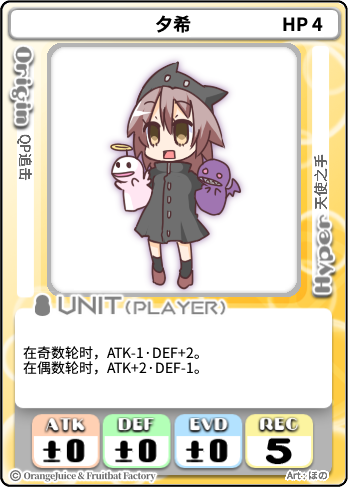 夕希 HP 4
Origin
QP追击
天使之手
Hyper
UNIT(PLAYER)
在奇数轮时，ATK-1·DEF+2。
在偶数轮时，ATK+2·DEF-1。
ATK DEF EVD REC
±0 ±0 ±0 5
© OrangeJuice & Fruitbat Factory Art : ほの